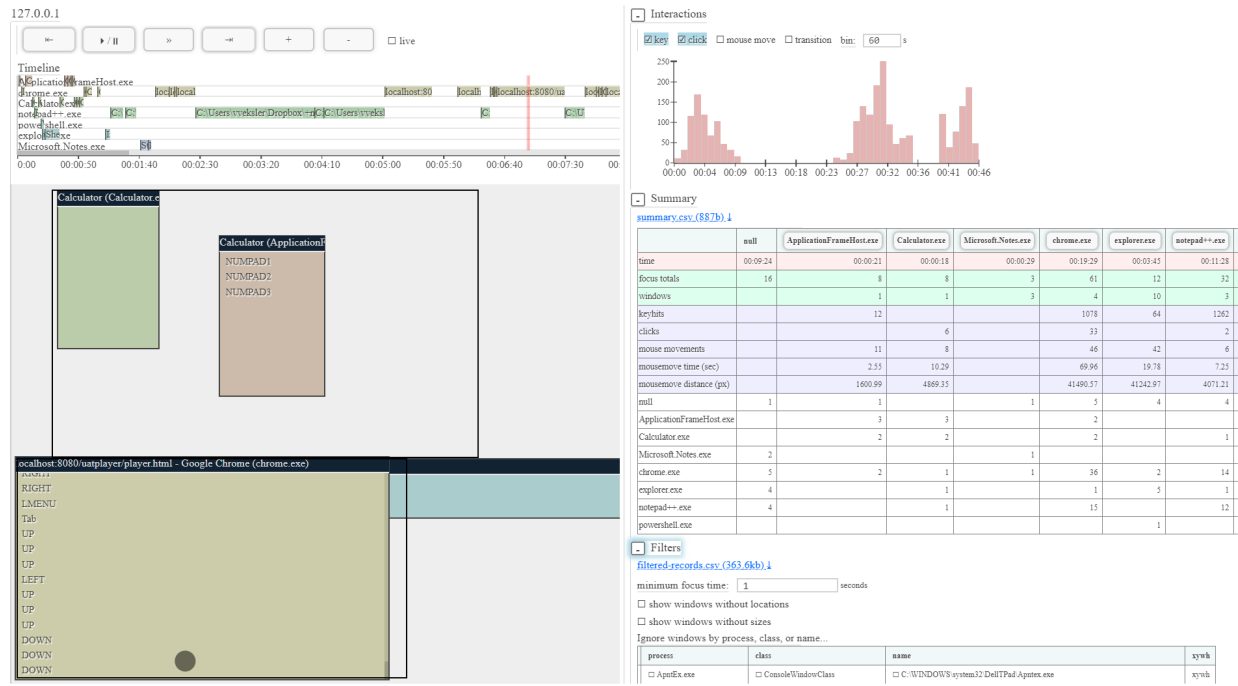 127.0.0.1
⇤ ▶/⏸ » ⇥ + - ☐ live
Timeline
ApplicationFrameHost.exe
chrome.exe
Calculator.exe
notepad++.exe
powershell.exe
explorer.exe
Microsoft.Notes.exe
localhost:80
localhost:8080/ua
0:00 00:00:50 00:01:40 00:02:30 00:03:20 00:04:10 00:05:00 00:05:50 00:06:40 00:07:30 00:
Calculator (Calculator.e
Calculator (ApplicationF
NUMPAD1
NUMPAD2
NUMPAD3
localhost:8080/uatplayer/player.html - Google Chrome (chrome.exe)
RIGHT
RIGHT
LMENU
Tab
UP
UP
UP
LEFT
UP
UP
UP
DOWN
DOWN
DOWN
- Interactions
☑ key ☑ click ☐ mouse move ☐ transition bin: 60 s
250
200
150
100
50
0
00:00 00:04 00:09 00:13 00:18 00:23 00:27 00:32 00:36 00:41 00:46
- Summary
summary.csv (887b) ↓
null ApplicationFrameHost.exe Calculator.exe Microsoft.Notes.exe chrome.exe explorer.exe notepad++.exe
time 00:09:24 00:00:21 00:00:18 00:00:29 00:19:29 00:03:45 00:11:28
focus totals 16 8 8 3 61 12 32
windows 1 1 3 4 10 3
keyhits 12 1078 64 1262
clicks 6 33 2
mouse movements 11 8 46 42 6
mousemove time (sec) 2.55 10.29 69.96 19.78 7.25
mousemove distance (px) 1600.99 4869.35 41490.57 41242.97 4071.21
null 1 1 1 5 4 4
ApplicationFrameHost.exe 3 3 2
Calculator.exe 2 2 2 1
Microsoft.Notes.exe 2 1
chrome.exe 5 2 1 1 36 2 14
explorer.exe 4 1 1 5 1
notepad++.exe 4 1 15 12
powershell.exe 1
- Filters
filtered-records.csv (363.6kb) ↓
minimum focus time: 1 seconds
☐ show windows without locations
☐ show windows without sizes
Ignore windows by process, class, or name...
process class name xywh
☐ ApntEx.exe ☐ ConsoleWindowClass ☐ C:\WINDOWS\system32\DellTPad\Apntex.exe xywh